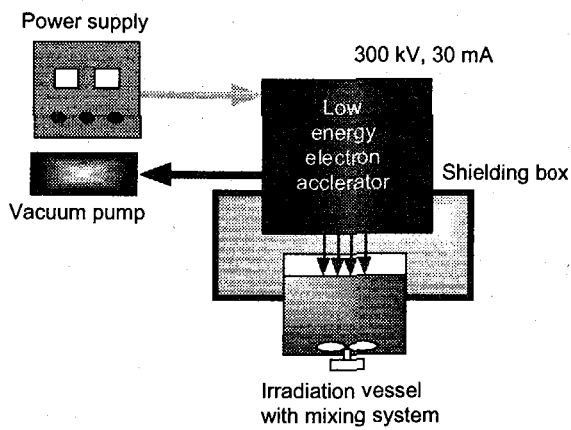 Power supply
300 kV, 30 mA
Low
energy
electron
acclerator
Shielding box
Vacuum pump
Irradiation vessel
with mixing system